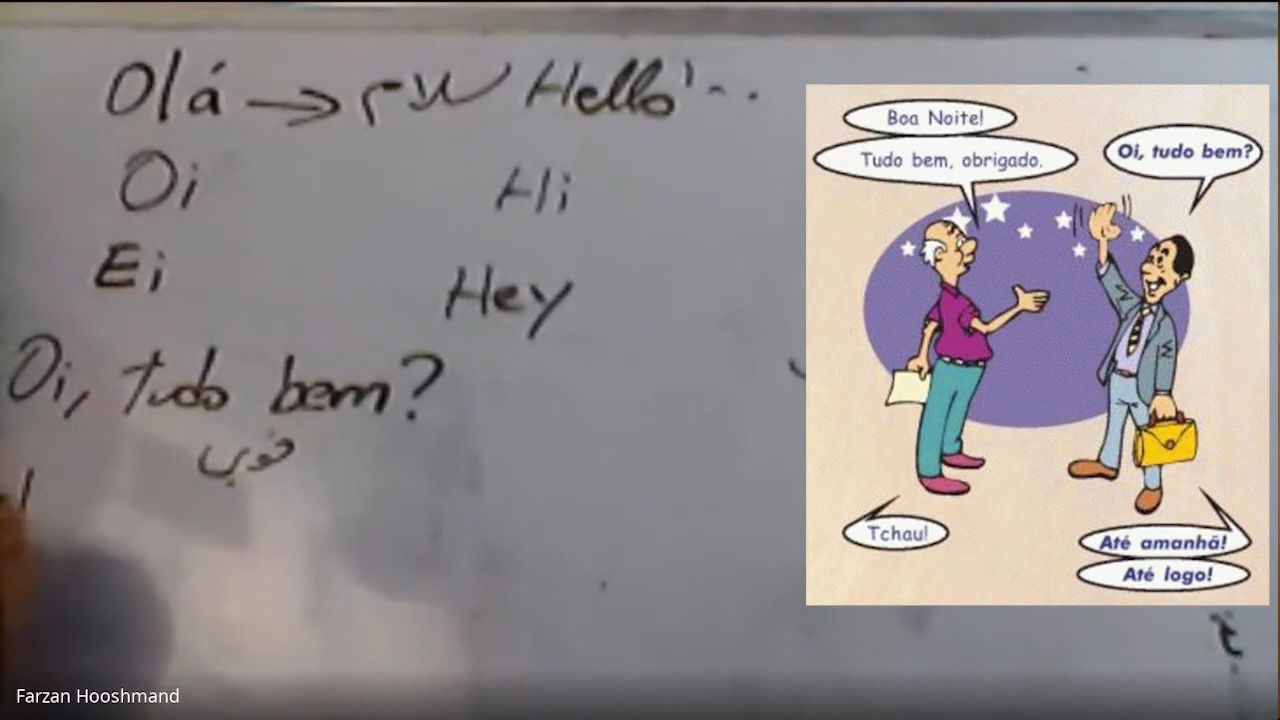 Olá → سلام Hello
Oi Hi
Ei Hey
Oi, tudo bem?
خوب
Boa Noite!
Tudo bem, obrigado.
Oi, tudo bem?
Tchau!
Até amanhã!
Até logo!
Farzan Hooshmand